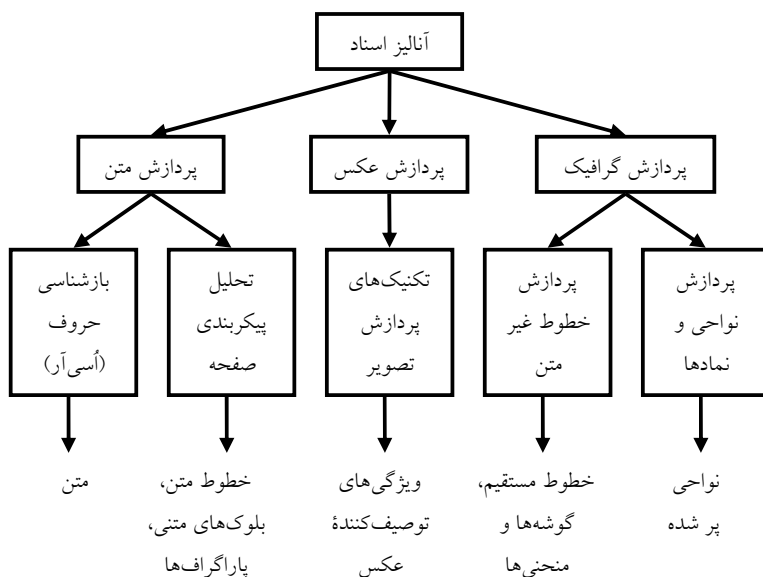 آنالیز اسناد
پردازش گرافیک
پردازش عکس
پردازش متن
پردازش
نواحی و
نمادها
پردازش
خطوط غیر
متن
تکنیک‌های
پردازش
تصویر
تحلیل
پیکربندی
صفحه
بازشناسی
حروف
(اُسی‌آر)
نواحی
پر شده
خطوط مستقیم،
گوشه‌ها و
منحنی‌ها
ویژگی‌های
توصیف‌کنندۀ
عکس
خطوط متن،
بلوک‌های متنی،
پاراگراف‌ها
متن